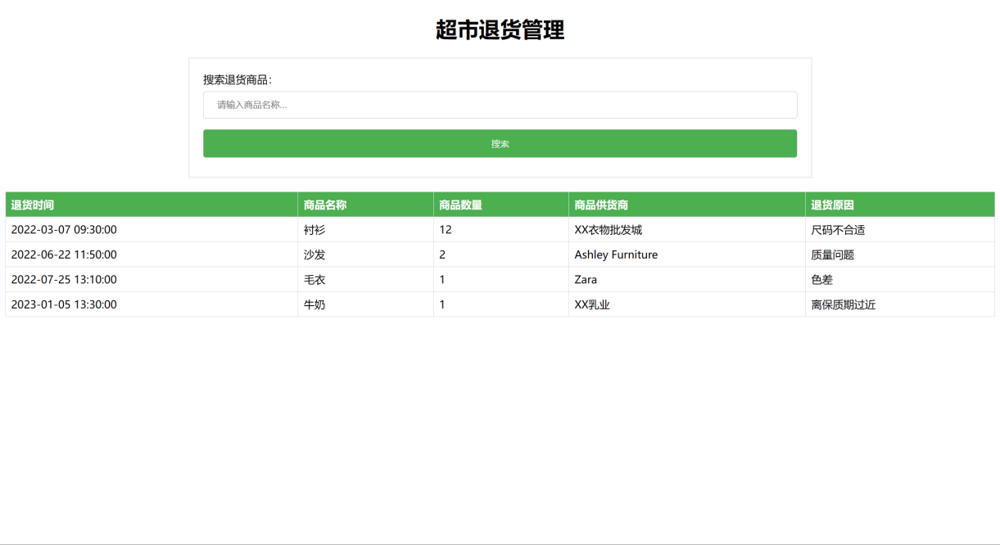 超市退货管理
搜索退货商品：
请输入商品名称...
搜索
退货时间 商品名称 商品数量 商品供货商 退货原因
2022-03-07 09:30:00 衬衫 12 XX衣物批发城 尺码不合适
2022-06-22 11:50:00 沙发 2 Ashley Furniture 质量问题
2022-07-25 13:10:00 毛衣 1 Zara 色差
2023-01-05 13:30:00 牛奶 1 XX乳业 离保质期过近